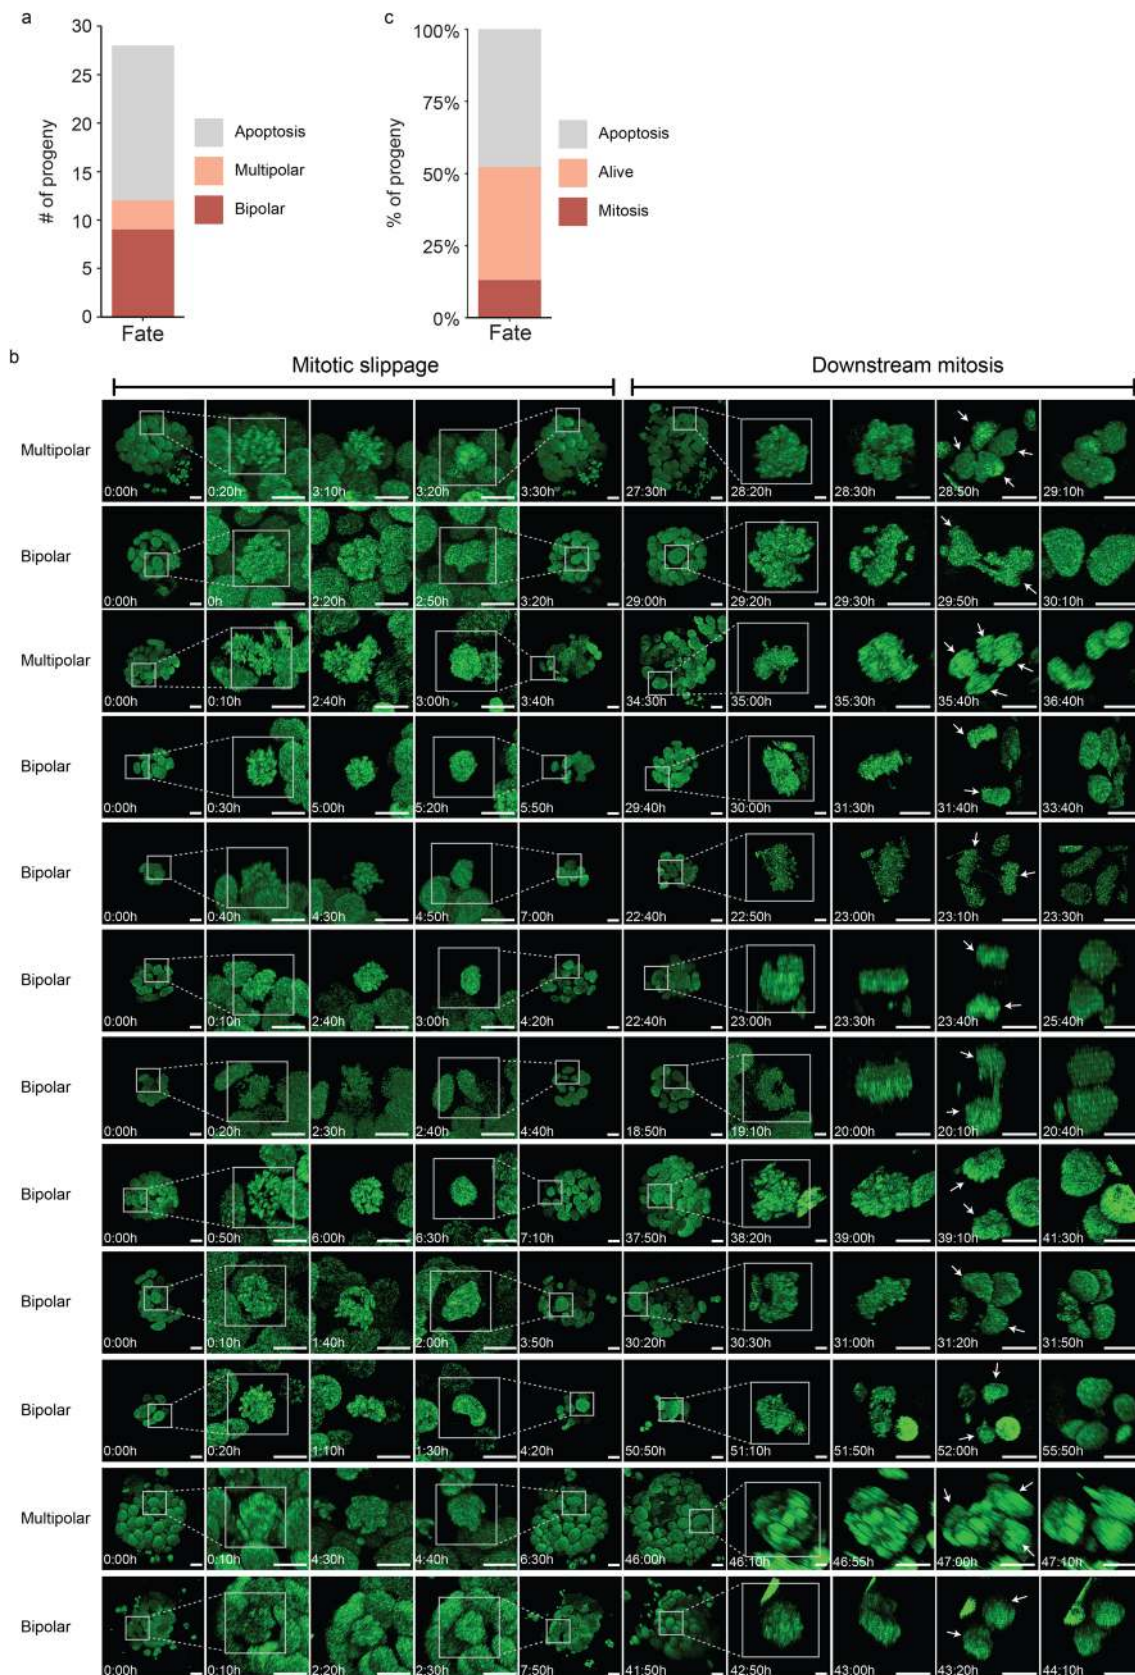 a
30
25
20
15
10
5
0
# of progeny
Fate
Apoptosis
Multipolar
Bipolar
c
100%
75%
50%
25%
0%
% of progeny
Fate
Apoptosis
Alive
Mitosis
b
Mitotic slippage Downstream mitosis
Multipolar
0:00h 0:20h 3:10h 3:20h 3:30h 27:30h 28:20h 28:30h 28:50h 29:10h
Bipolar
0:00h 0h 2:20h 2:50h 3:20h 29:00h 29:20h 29:30h 29:50h 30:10h
Multipolar
0:00h 0:10h 2:40h 3:00h 3:40h 34:30h 35:00h 35:30h 35:40h 36:40h
Bipolar
0:00h 0:30h 5:00h 5:20h 5:50h 29:40h 30:00h 31:30h 31:40h 33:40h
Bipolar
0:00h 0:40h 4:30h 4:50h 7:00h 22:40h 22:50h 23:00h 23:10h 23:30h
Bipolar
0:00h 0:10h 2:40h 3:00h 4:20h 22:40h 23:00h 23:30h 23:40h 25:40h
Bipolar
0:00h 0:20h 2:30h 2:40h 4:40h 18:50h 19:10h 20:00h 20:10h 20:40h
Bipolar
0:00h 0:50h 6:00h 6:30h 7:10h 37:50h 38:20h 39:00h 39:10h 41:30h
Bipolar
0:00h 0:10h 1:40h 2:00h 3:50h 30:20h 30:30h 31:00h 31:20h 31:50h
Bipolar
0:00h 0:20h 1:10h 1:30h 4:20h 50:50h 51:10h 51:50h 52:00h 55:50h
Multipolar
0:00h 0:10h 4:30h 4:40h 6:30h 46:00h 46:10h 46:55h 47:00h 47:10h
Bipolar
0:00h 0:10h 2:20h 2:30h 7:50h 41:50h 42:50h 43:00h 43:20h 44:10h